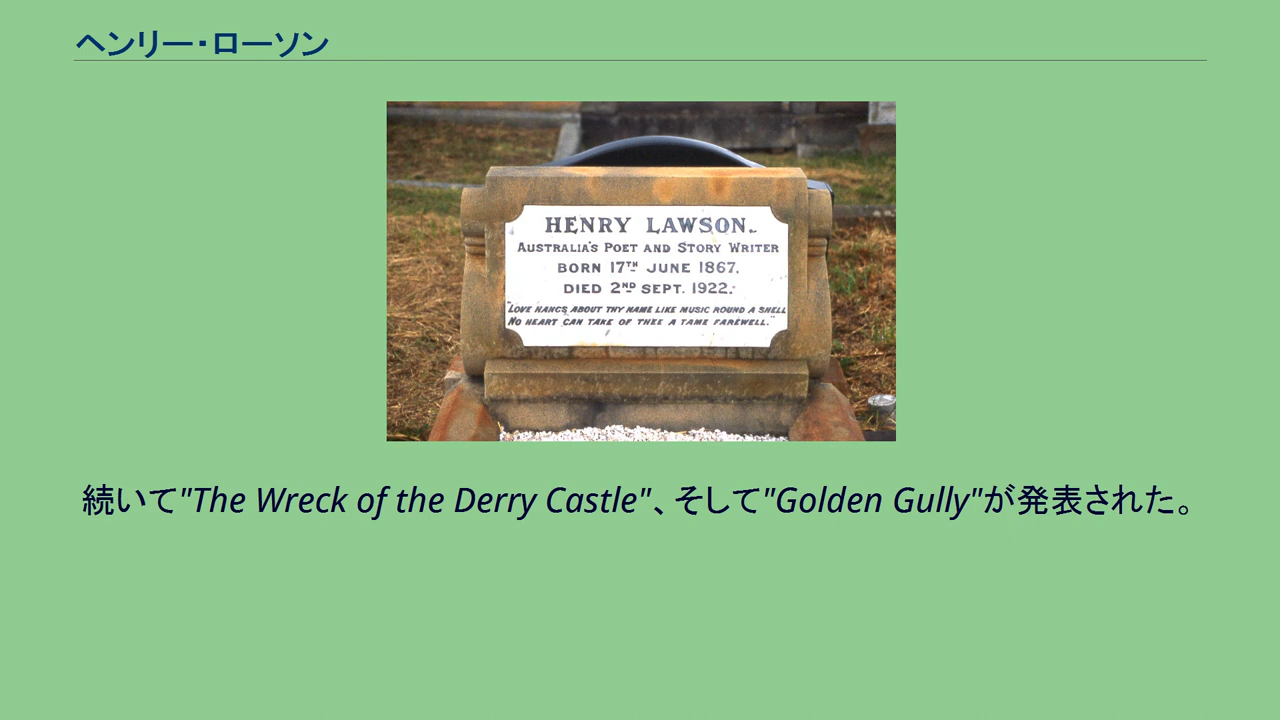 ヘンリー・ローソン
HENRY LAWSON.
AUSTRALIA'S POET AND STORY WRITER
BORN 17TH JUNE 1867.
DIED 2ND SEPT. 1922.
"LOVE HANGS ABOUT THY NAME LIKE MUSIC ROUND A SHELL
NO HEART CAN TAKE OF THEE A TAME FAREWELL."
続いて"The Wreck of the Derry Castle"、そして"Golden Gully"が発表された。